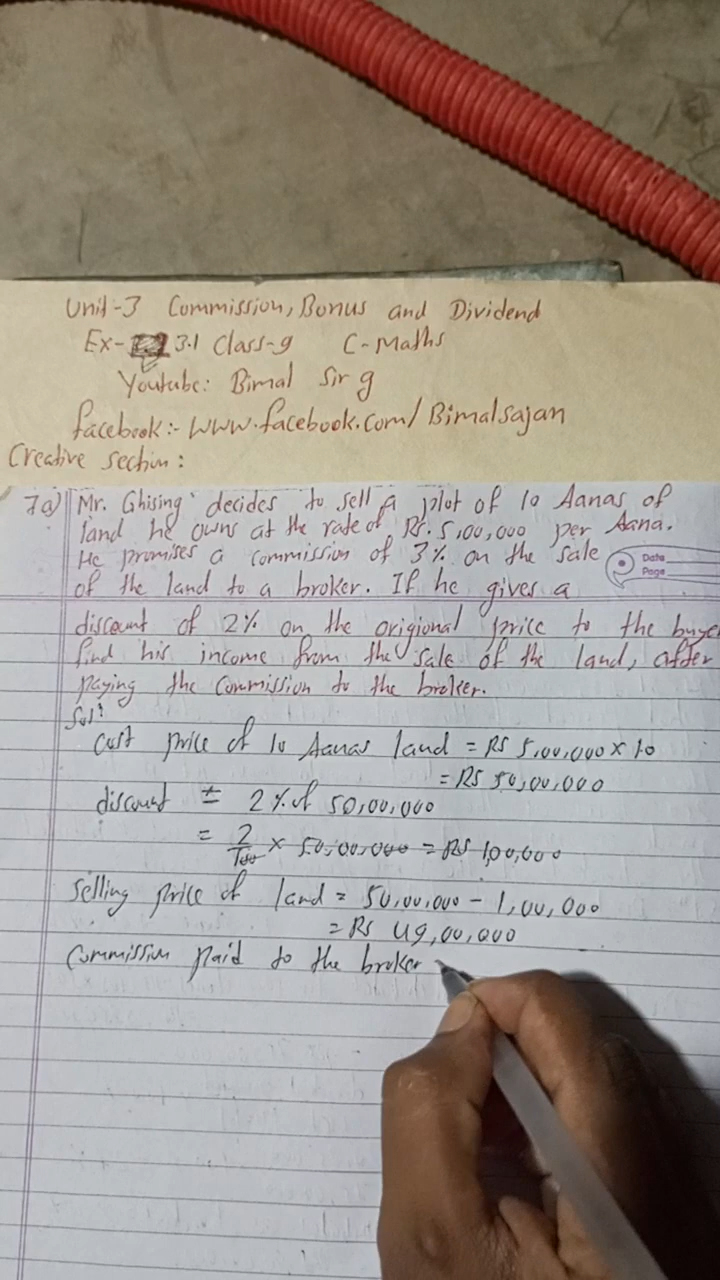 Unit-3 Commission, Bonus and Dividend
Ex- 3.1 Class-9 C-Maths
Youtube: Bimal Sir g
facebook:- www.facebook.com/Bimalsajan
Creative section:
7a) Mr. Ghising decides to sell a plot of 10 Aanas of
land he owns at the rate of Rs. 5,00,000 per Aana.
He promises a commission of 3% on the sale
Date
Page
of the land to a broker. If he gives a
discount of 2% on the origional price to the buyer
find his income from the sale of the land, after
paying the commission to the broker.
Solⁿ
Cost price of 10 Aanas land = RS 5,00,000 × 10
= RS 50,00,000
discount = 2% of 50,00,000
= 2/100 × 50,00,000 = RS 1,00,000
Selling price of land = 50,00,000 - 1,00,000
= RS 49,00,000
Commission paid to the broker